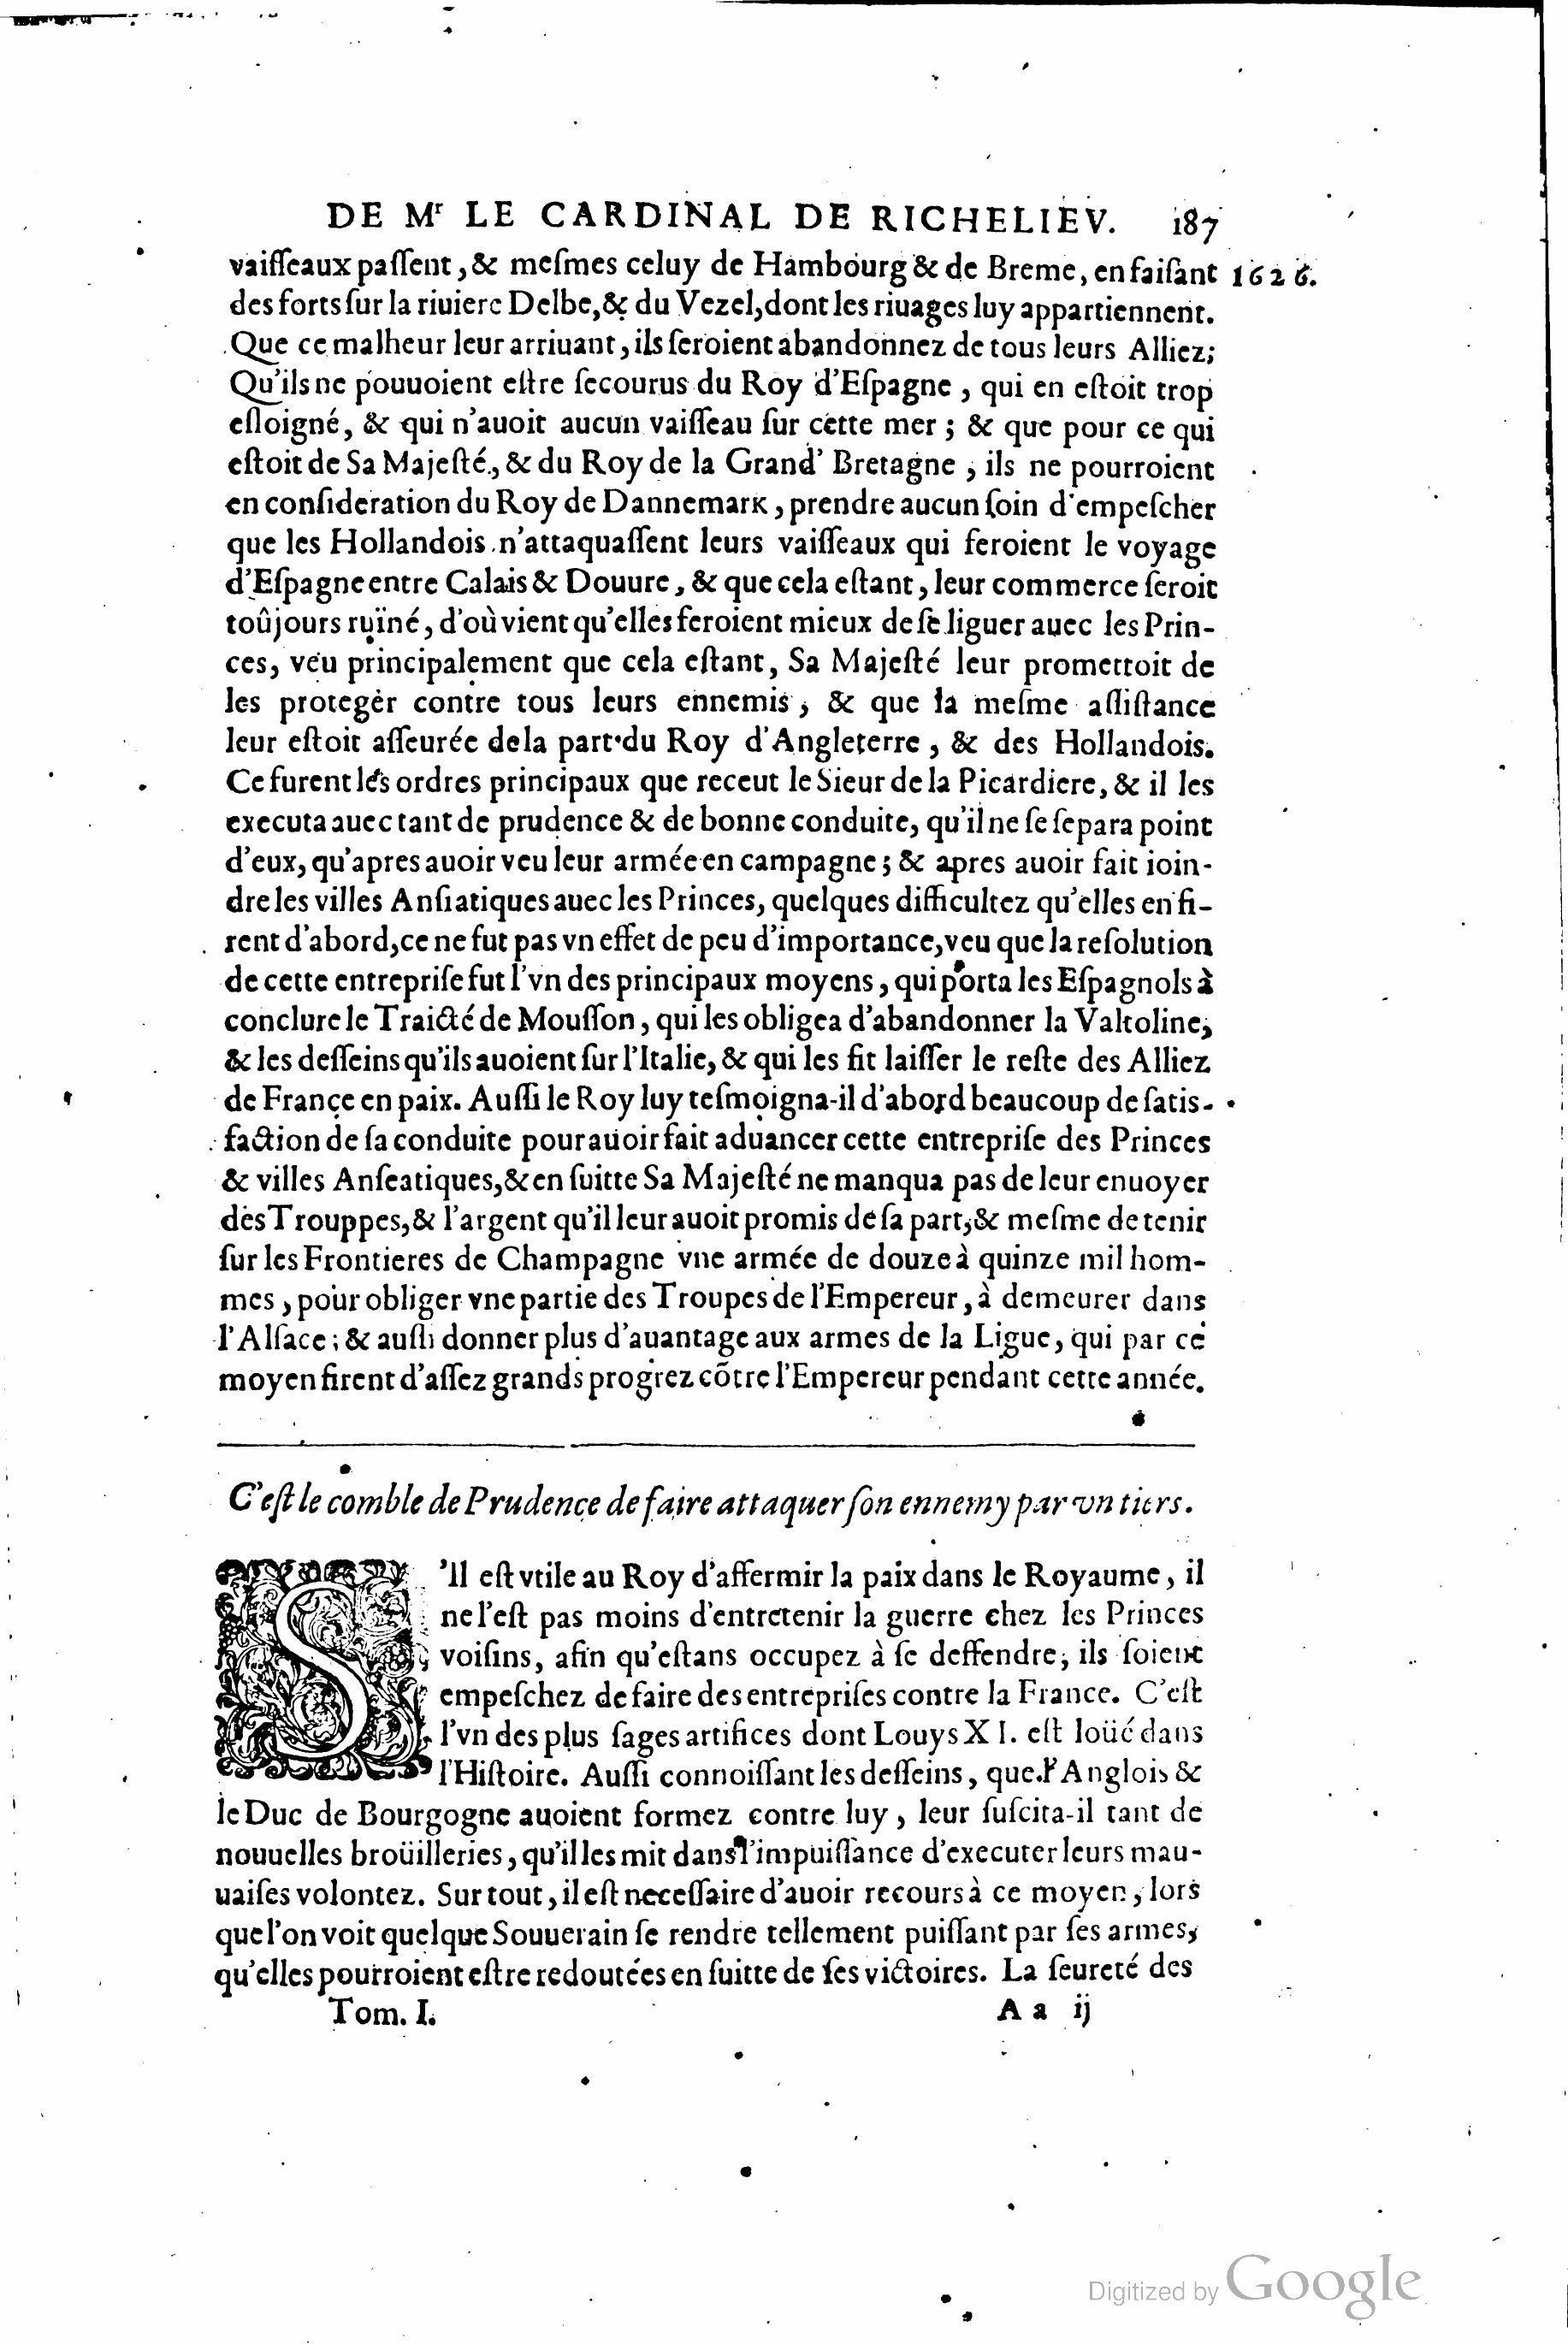 DE Mr LE CARDINAL DE RICHELIEV. 187
vaiſſeaux paſſent, & meſmes celuy de Hambourg & de Breme, en faiſant 1626.
des forts ſur la riuiere Delbe, & du Vezel, dont les riuages luy appartiennent.
Que ce malheur leur arriuant, ils ſeroient abandonnez de tous leurs Alliez;
Qu'ils ne pouuoient eſtre ſecourus du Roy d'Eſpagne, qui en eſtoit trop
eſloigné, & qui n'auoit aucun vaiſſeau ſur cette mer; & que pour ce qui
eſtoit de Sa Majeſté, & du Roy de la Grand' Bretagne, ils ne pourroient
en conſideration du Roy de Dannemark, prendre aucun ſoin d'empeſcher
que les Hollandois n'attaquaſſent leurs vaiſſeaux qui feroient le voyage
d'Eſpagne entre Calais & Douure, & que cela eſtant, leur commerce ſeroit
toûjours ruïné, d'où vient qu'elles feroient mieux de ſe liguer auec les Prin-
ces, veu principalement que cela eſtant, Sa Majeſté leur promettoit de
les proteger contre tous leurs ennemis, & que la meſme aſſiſtance
leur eſtoit aſſeurée de la part du Roy d'Angleterre, & des Hollandois.
Ce furent les ordres principaux que receut le Sieur de la Picardiere, & il les
executa auec tant de prudence & de bonne conduite, qu'il ne ſe ſepara point
d'eux, qu'apres auoir veu leur armée en campagne; & apres auoir fait ioin-
dre les villes Anſiatiques auec les Princes, quelques difficultez qu'elles en fi-
rent d'abord, ce ne fut pas vn effet de peu d'importance, veu que la reſolution
de cette entrepriſe fut l'vn des principaux moyens, qui porta les Eſpagnols à
conclure le Traicté de Mouſſon, qui les obligea d'abandonner la Valtoline,
& les deſſeins qu'ils auoient ſur l'Italie, & qui les fit laiſſer le reſte des Alliez
de France en paix. Auſſi le Roy luy teſmoigna-il d'abord beaucoup de ſatis-
faction de ſa conduite pour auoir fait aduancer cette entrepriſe des Princes
& villes Anſeatiques, & en ſuitte Sa Majeſté ne manqua pas de leur enuoyer
des Trouppes, & l'argent qu'il leur auoit promis de ſa part, & meſme de tenir
ſur les Frontieres de Champagne vne armée de douze à quinze mil hom-
mes, pour obliger vne partie des Troupes de l'Empereur, à demeurer dans
l'Alſace; & auſſi donner plus d'auantage aux armes de la Ligue, qui par ce
moyen firent d'aſſez grands progrez cõtre l'Empereur pendant cette année.
C'eſt le comble de Prudence de faire attaquer ſon ennemy par vn tiers.
S'Il eſt vtile au Roy d'affermir la paix dans le Royaume, il
ne l'eſt pas moins d'entretenir la guerre chez les Princes
voiſins, afin qu'eſtans occupez à ſe deffendre, ils ſoient
empeſchez de faire des entrepriſes contre la France. C'eſt
l'vn des plus ſages artifices dont Louys XI. eſt loüé dans
l'Hiſtoire. Auſſi connoiſſant les deſſeins, que l'Anglois &
le Duc de Bourgogne auoient formez contre luy, leur ſuſcita-il tant de
nouuelles broüilleries, qu'il les mit dans l'impuiſſance d'executer leurs mau-
uaiſes volontez. Sur tout, il eſt neceſſaire d'auoir recours à ce moyen, lors
que l'on voit quelque Souuerain ſe rendre tellement puiſſant par ſes armes,
qu'elles pourroient eſtre redoutées en ſuitte de ſes victoires. La ſeureté des
Tom. I. A a ij
Digitized by Google